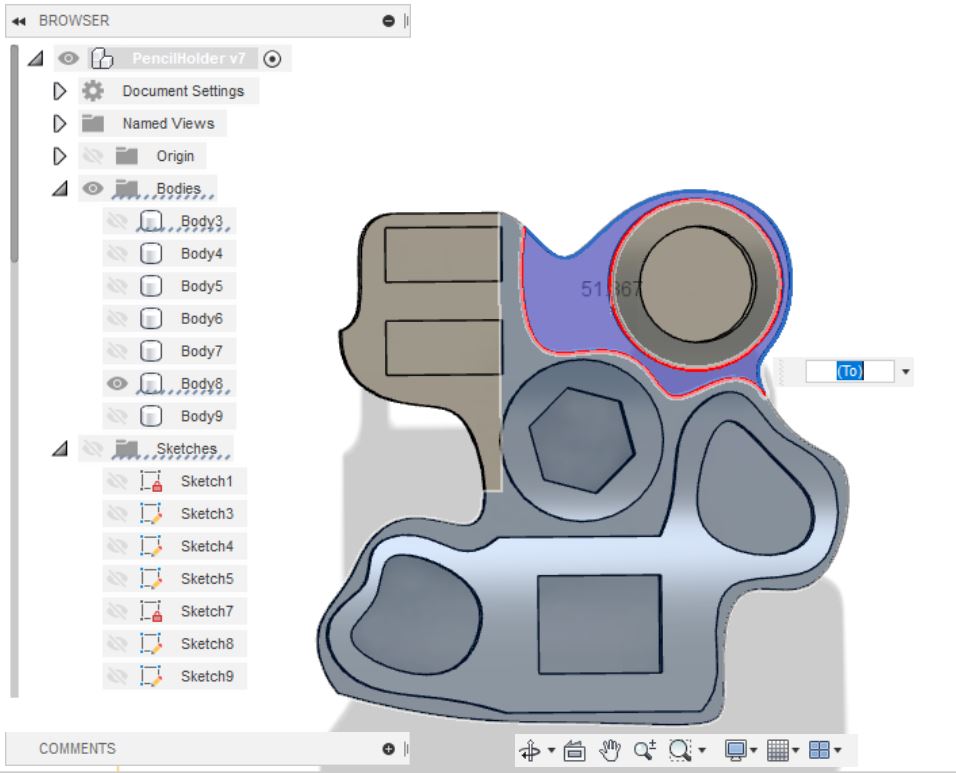 BROWSER
PencilHolder v7
Document Settings
Named Views
Origin
Bodies
Body3
Body4
Body5
Body6
Body7
Body8
Body9
Sketches
Sketch1
Sketch3
Sketch4
Sketch5
Sketch7
Sketch8
Sketch9
51.867
(To)
COMMENTS